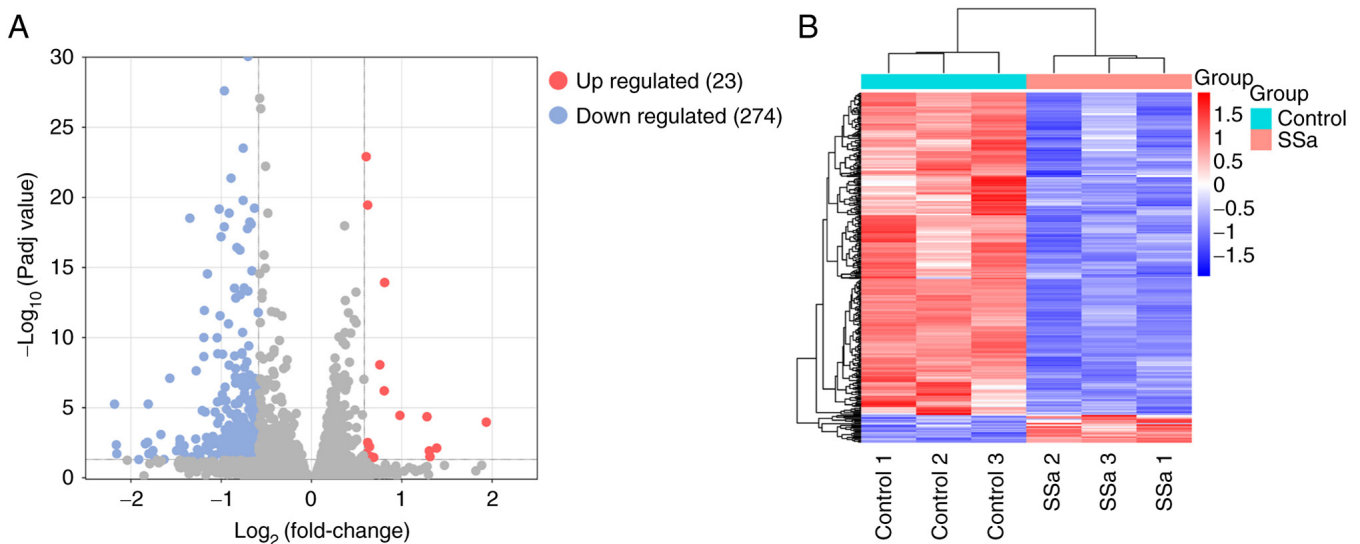 A
30
25
20
15
10
5
0
−Log10 (Padj value)
−2
−1
0
1
2
Log2 (fold-change)
Up regulated (23)
Down regulated (274)
B
Group
1.5
1
0.5
0
−0.5
−1
−1.5
Group
Control
SSa
Control 1
Control 2
Control 3
SSa 2
SSa 3
SSa 1